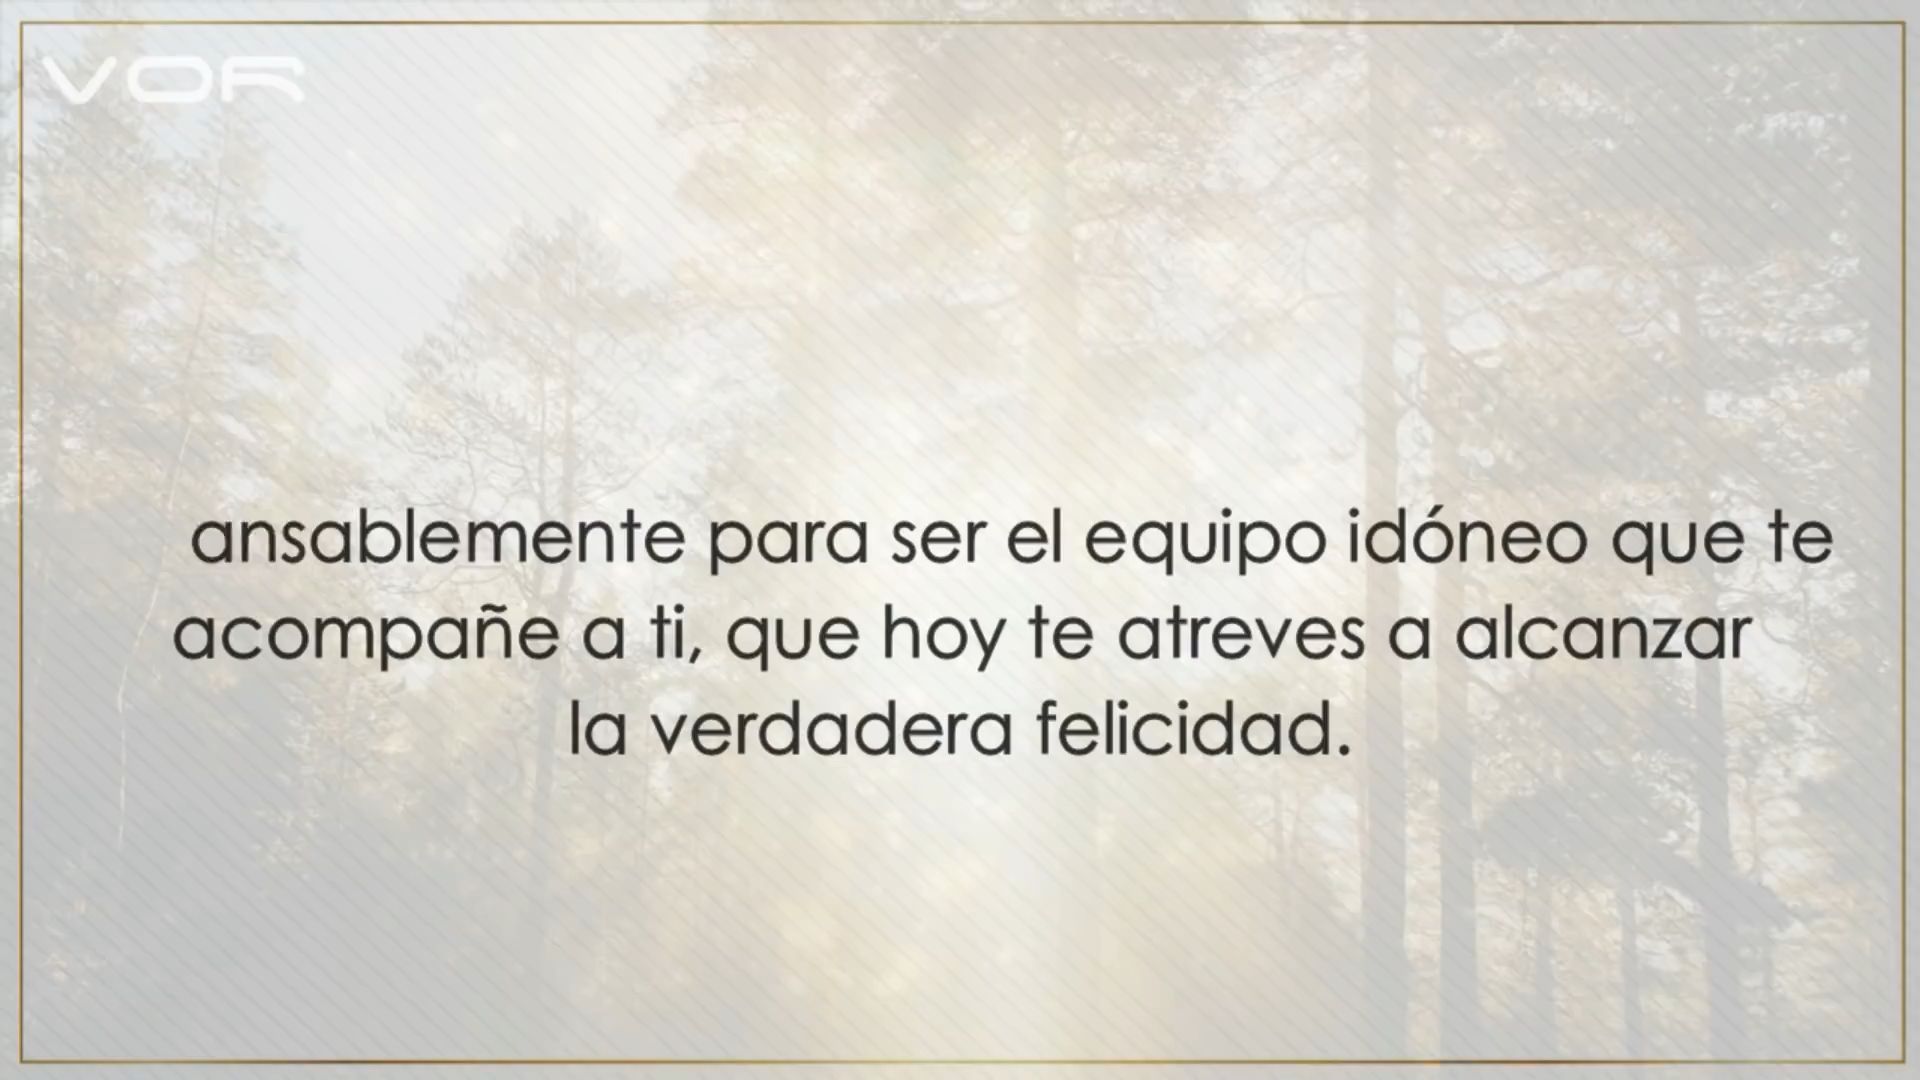 VOR
ansablemente para ser el equipo idóneo que te
acompañe a ti, que hoy te atreves a alcanzar
la verdadera felicidad.